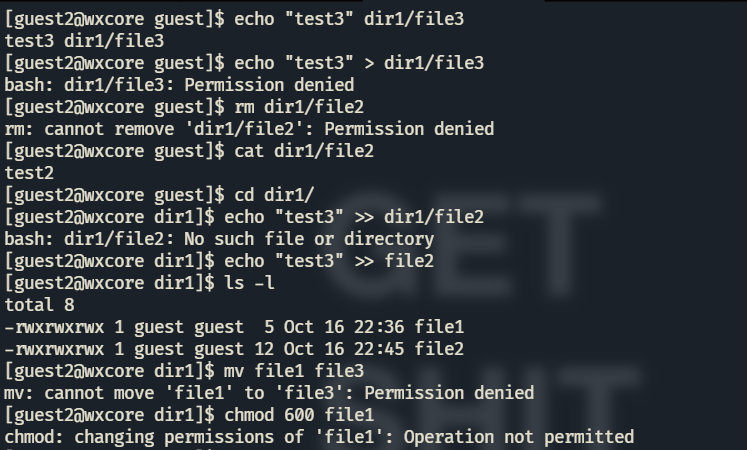 [guest2@wxcore guest]$ echo "test3" dir1/file3
test3 dir1/file3
[guest2@wxcore guest]$ echo "test3" > dir1/file3
bash: dir1/file3: Permission denied
[guest2@wxcore guest]$ rm dir1/file2
rm: cannot remove 'dir1/file2': Permission denied
[guest2@wxcore guest]$ cat dir1/file2
test2
[guest2@wxcore guest]$ cd dir1/
[guest2@wxcore dir1]$ echo "test3" >> dir1/file2
bash: dir1/file2: No such file or directory
[guest2@wxcore dir1]$ echo "test3" >> file2
[guest2@wxcore dir1]$ ls -l
total 8
-rwxrwxrwx 1 guest guest  5 Oct 16 22:36 file1
-rwxrwxrwx 1 guest guest 12 Oct 16 22:45 file2
[guest2@wxcore dir1]$ mv file1 file3
mv: cannot move 'file1' to 'file3': Permission denied
[guest2@wxcore dir1]$ chmod 600 file1
chmod: changing permissions of 'file1': Operation not permitted
GET
SHIT